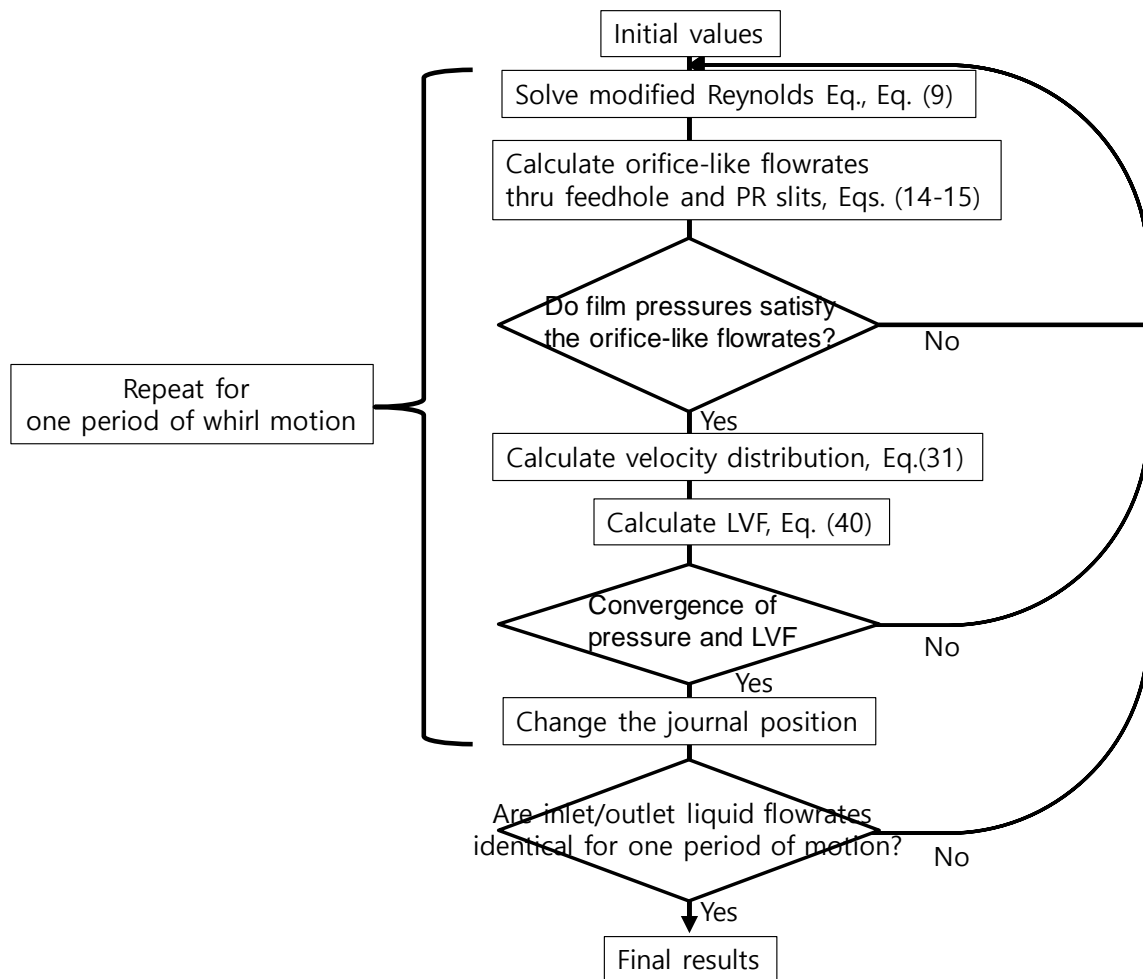 Initial values
Solve modified Reynolds Eq., Eq. (9)
Calculate orifice-like flowrates
thru feedhole and PR slits, Eqs. (14-15)
Do film pressures satisfy
the orifice-like flowrates?
No
Repeat for
one period of whirl motion
Yes
Calculate velocity distribution, Eq.(31)
Calculate LVF, Eq. (40)
Convergence of
pressure and LVF
No
Yes
Change the journal position
Are inlet/outlet liquid flowrates
identical for one period of motion?
No
Yes
Final results